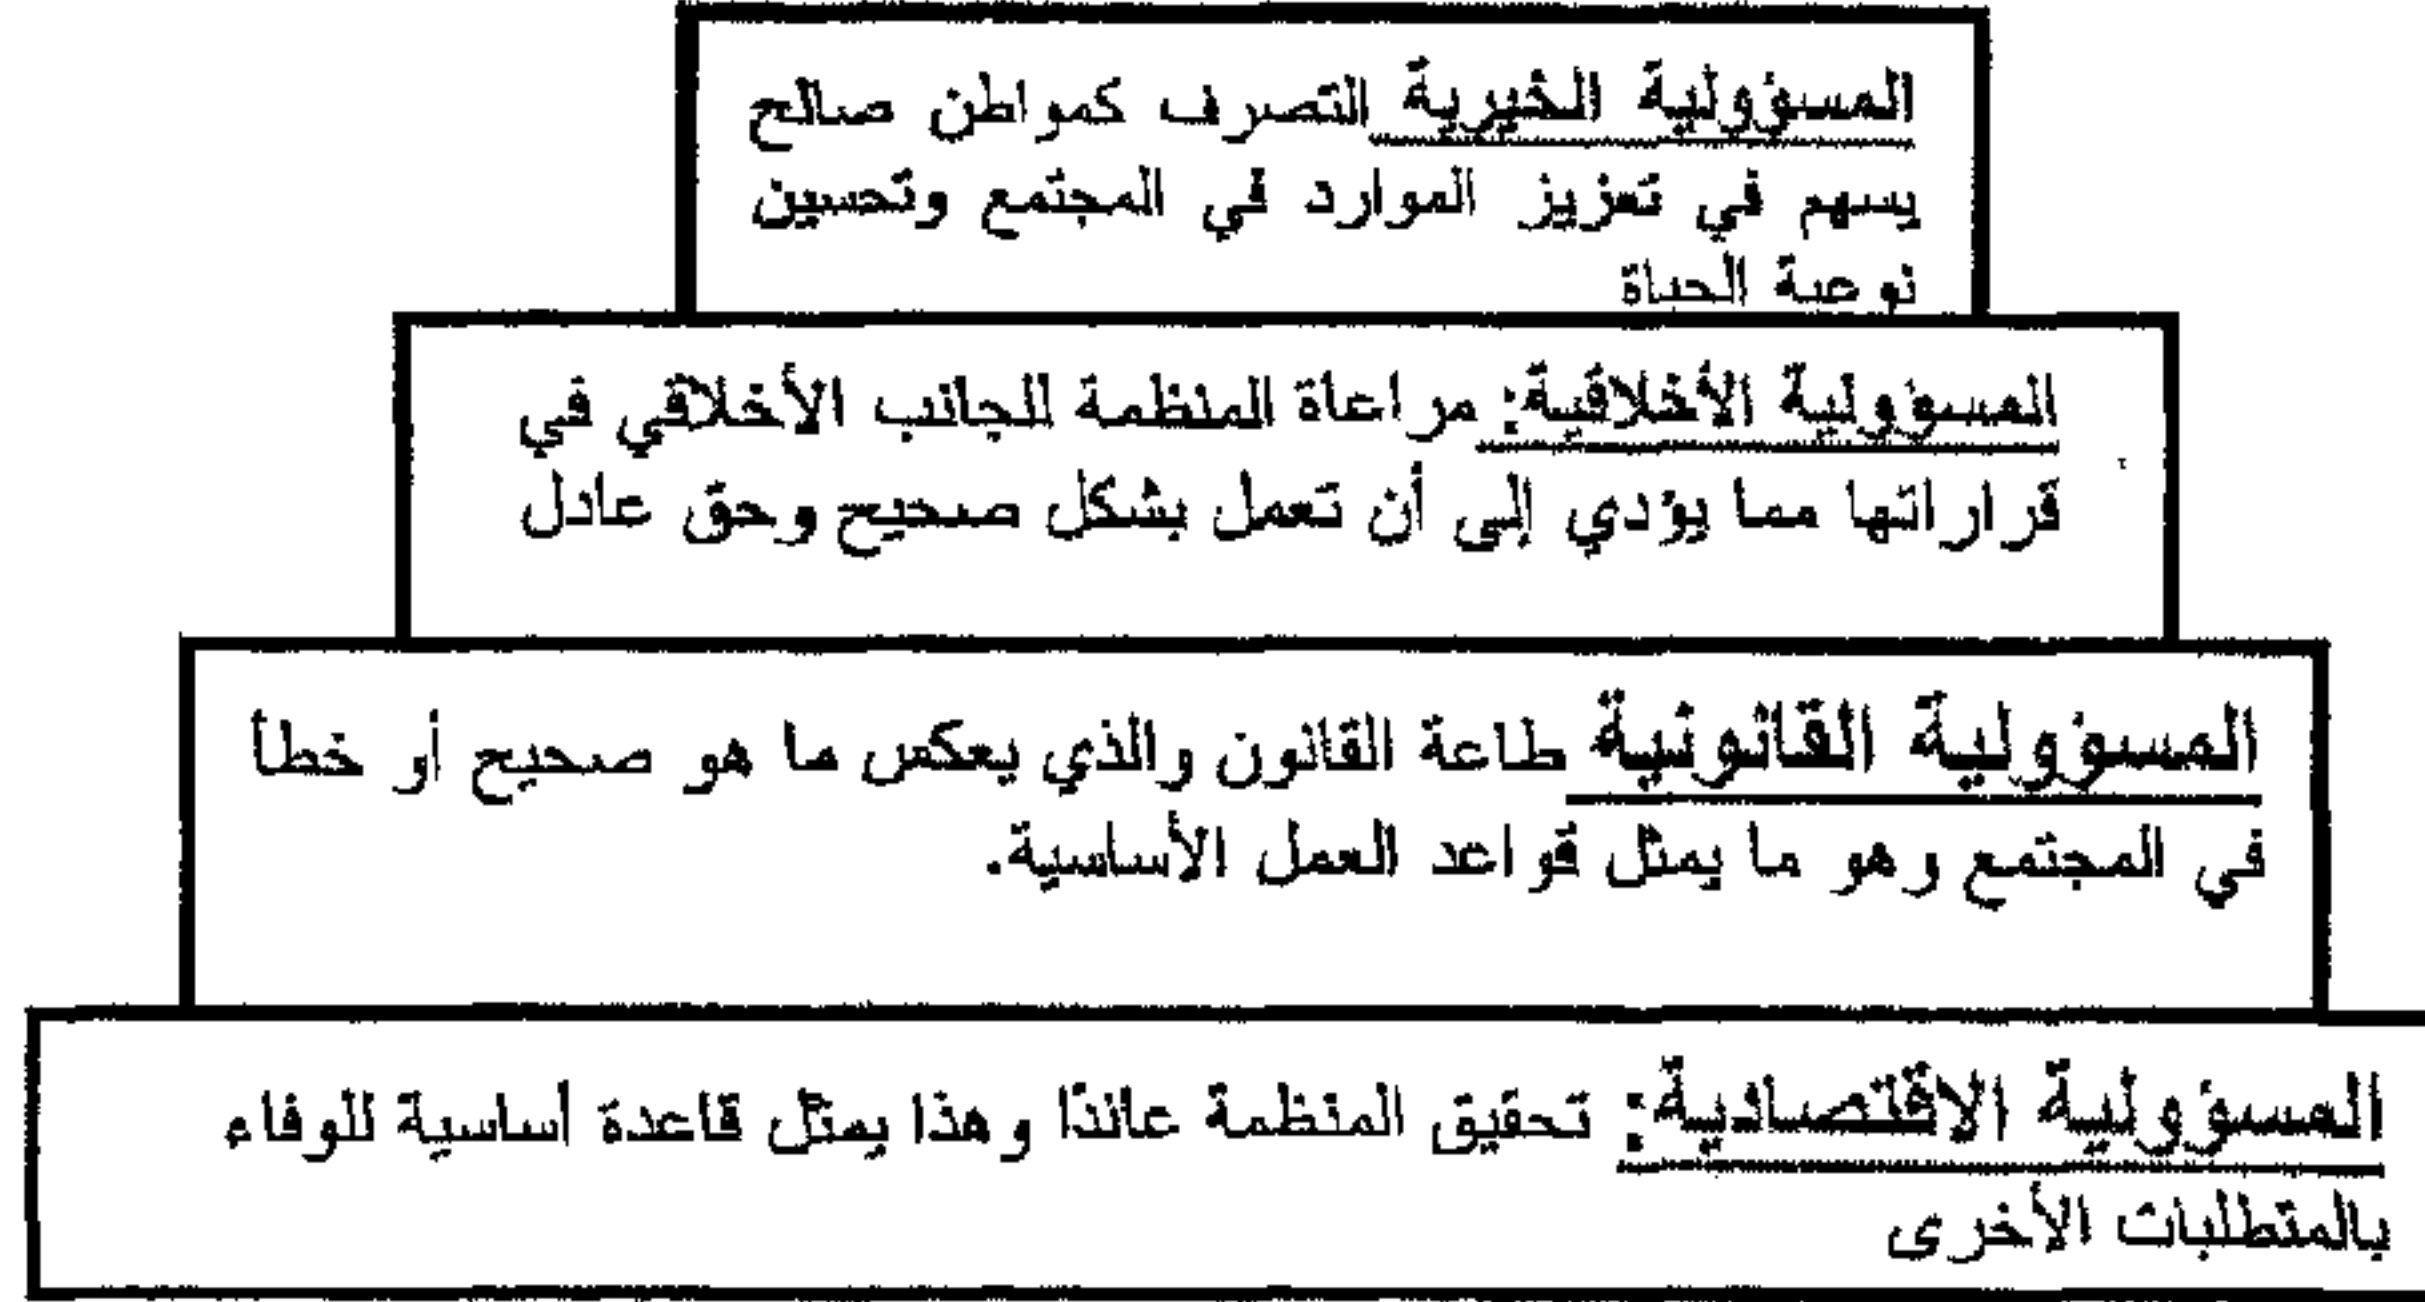 المسؤولية الخيرية التصرف كمواطن صالح
يسهم في تعزيز الموارد في المجتمع وتحسين
نوعية الحياة
المسؤولية الأخلاقية: مراعاة المنظمة للجانب الأخلاقي في
قراراتها مما يؤدي إلى أن تعمل بشكل صحيح وحق عادل
المسؤولية القانونية طاعة القانون والذي يعكس ما هو صحيح أو خطأ
في المجتمع وهو ما يمثل قواعد العمل الأساسية.
المسؤولية الاقتصادية: تحقيق المنظمة عائدًا وهذا يمثل قاعدة أساسية للوفاء
بالمتطلبات الأخرى